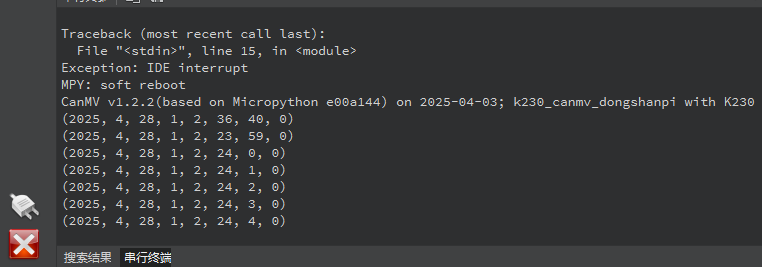 Traceback (most recent call last):
  File "<stdin>", line 15, in <module>
Exception: IDE interrupt
MPY: soft reboot
CanMV v1.2.2(based on Micropython e00a144) on 2025-04-03; k230_canmv_dongshanpi with K230
(2025, 4, 28, 1, 2, 36, 40, 0)
(2025, 4, 28, 1, 2, 23, 59, 0)
(2025, 4, 28, 1, 2, 24, 0, 0)
(2025, 4, 28, 1, 2, 24, 1, 0)
(2025, 4, 28, 1, 2, 24, 2, 0)
(2025, 4, 28, 1, 2, 24, 3, 0)
(2025, 4, 28, 1, 2, 24, 4, 0)
搜索结果 串行终端